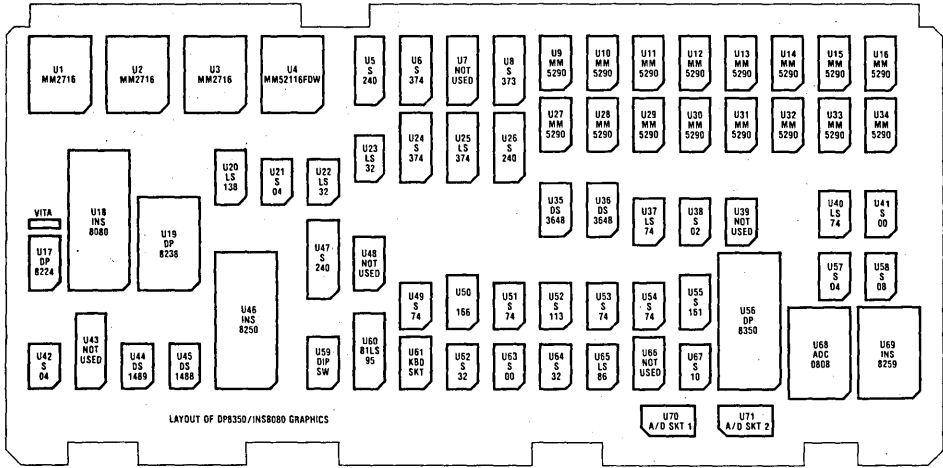 U1
MM2716
U2
MM2716
U3
MM2716
U4
MM52116FDW
U5
S
240
U6
S
374
U7
NOT
USED
U8
S
373
U9
MM
5290
U10
MM
5290
U11
MM
5290
U12
MM
5290
U13
MM
5290
U14
MM
5290
U15
MM
5290
U16
MM
5290
U27
MM
5290
U28
MM
5290
U29
MM
5290
U30
MM
5290
U31
MM
5290
U32
MM
5290
U33
MM
5290
U34
MM
5290
U24
S
374
U25
LS
374
U26
S
240
U23
LS
32
U20
LS
138
U21
S
04
U22
LS
32
VITA
U17
DP
8224
U18
INS
8080
U19
DP
8238
U35
DS
3648
U36
DS
3648
U37
LS
74
U38
S
02
U39
NOT
USED
U40
LS
74
U41
S
00
U47
S
240
U48
NOT
USED
U46
INS
8250
U49
S
74
U50
166
U51
S
74
U52
S
113
U53
S
74
U54
S
74
U55
S
161
U56
DP
8350
U57
S
04
U58
S
08
U42
S
04
U43
NOT
USED
U44
DS
1489
U45
DS
1488
U59
DIP
SW
U60
81LS
95
U61
KBD
SKT
U62
S
32
U63
S
00
U64
S
32
U65
LS
86
U66
NOT
USED
U67
S
10
U68
ADC
0808
U69
INS
8259
LAYOUT OF DP8350/INS8080 GRAPHICS
U70
A/D SKT 1
U71
A/D SKT 2